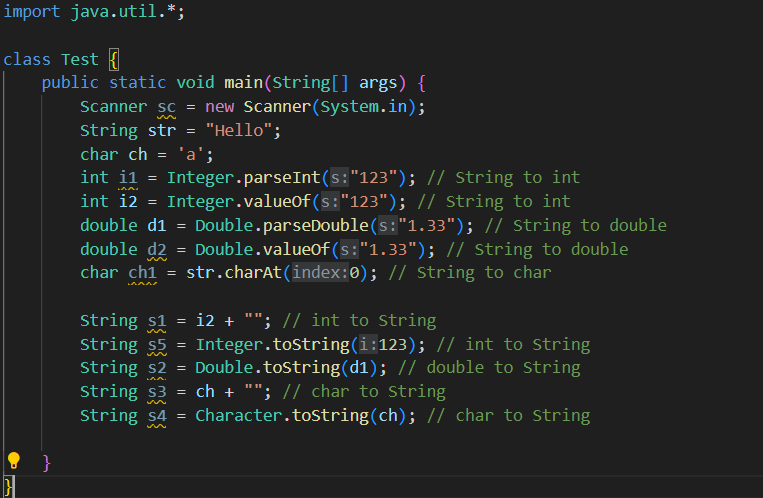 import java.util.*;
class Test {
public static void main(String[] args) {
Scanner sc = new Scanner(System.in);
String str = "Hello";
char ch = 'a';
int i1 = Integer.parseInt(s:"123"); // String to int
int i2 = Integer.valueOf(s:"123"); // String to int
double d1 = Double.parseDouble(s:"1.33"); // String to double
double d2 = Double.valueOf(s:"1.33"); // String to double
char ch1 = str.charAt(index:0); // String to char
String s1 = i2 + ""; // int to String
String s5 = Integer.toString(i:123); // int to String
String s2 = Double.toString(d1); // double to String
String s3 = ch + ""; // char to String
String s4 = Character.toString(ch); // char to String
}
}